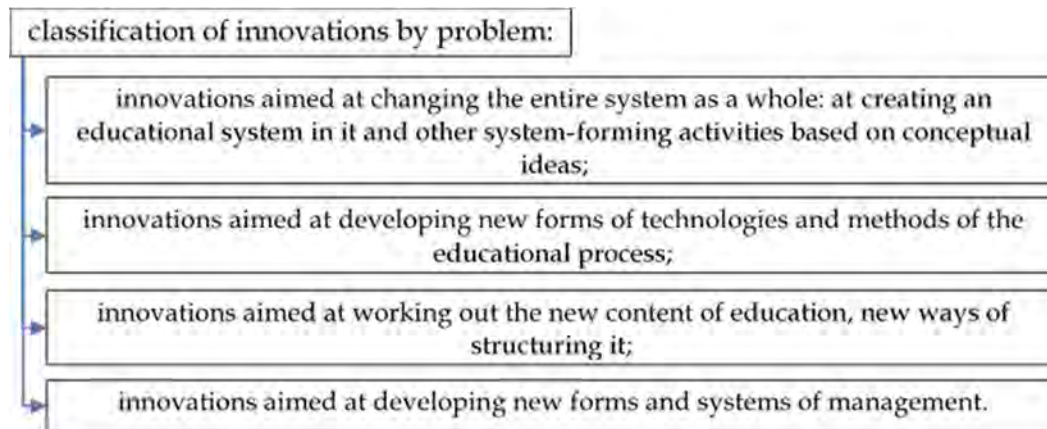 classification of innovations by problem:
innovations aimed at changing the entire system as a whole: at creating an
educational system in it and other system-forming activities based on conceptual
ideas;
innovations aimed at developing new forms of technologies and methods of the
educational process;
innovations aimed at working out the new content of education, new ways of
structuring it;
innovations aimed at developing new forms and systems of management.